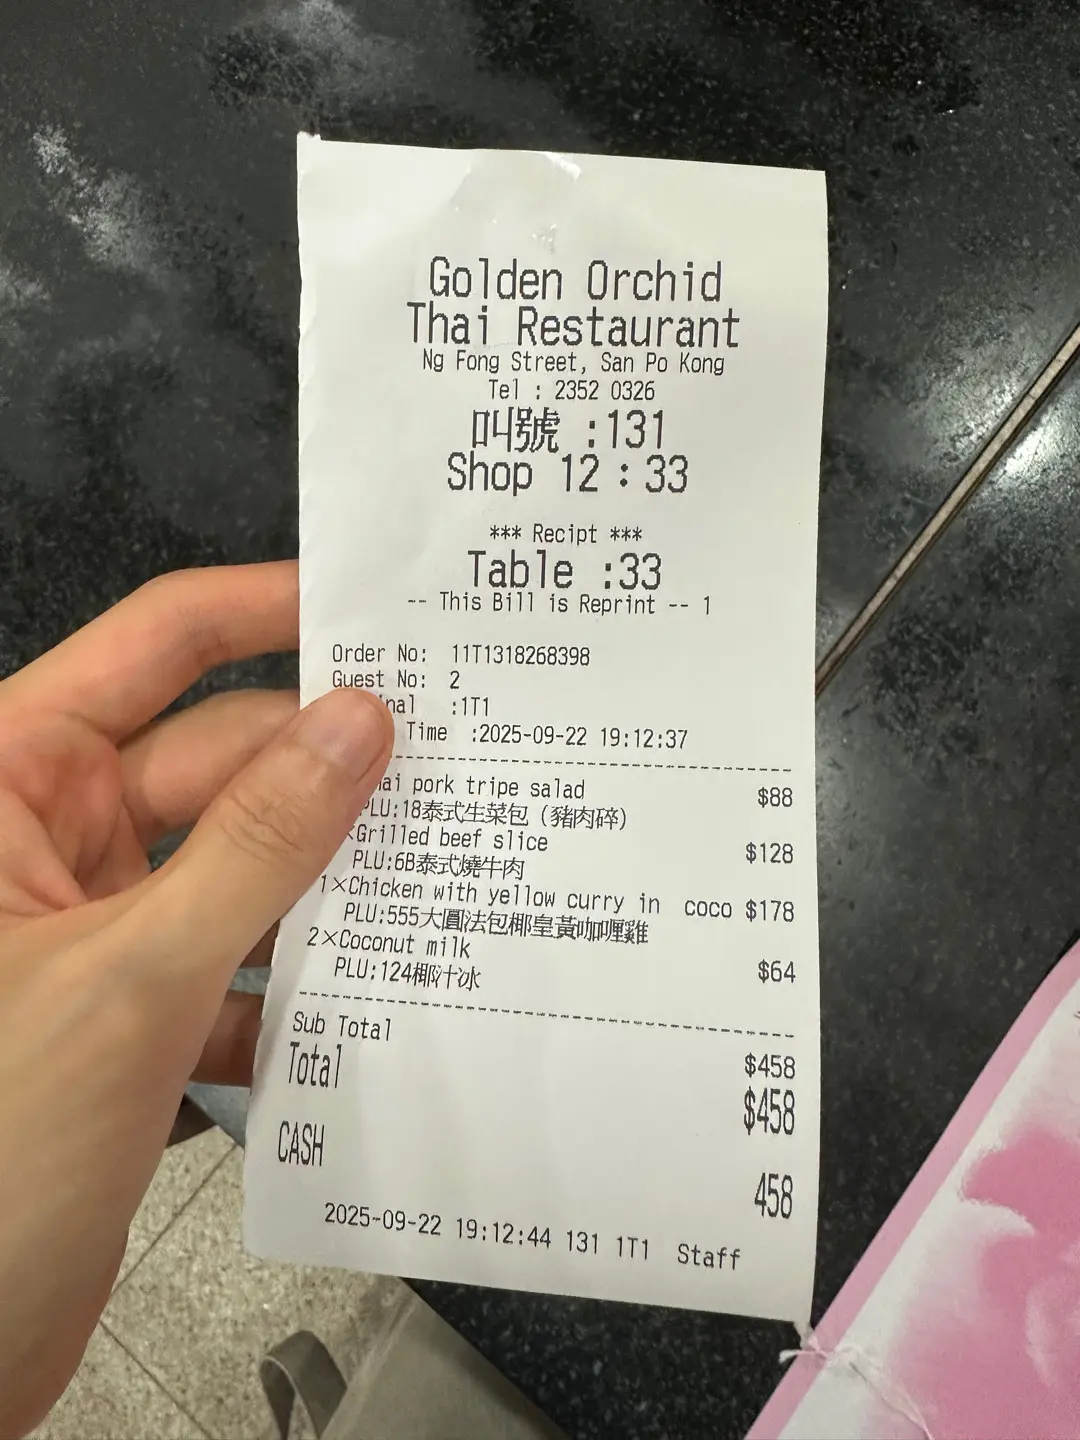 Golden Orchid
Thai Restaurant
Ng Fong Street, San Po Kong
Tel : 2352 0326
叫號 :131
Shop 12 : 33
*** Recipt ***
Table :33
-- This Bill is Reprint -- 1
Order No: 11T1318268398
Guest No: 2
:1T1
Time :2025-09-22 19:12:37
pork tripe salad $88
PLU:18泰式生菜包（豬肉碎）
×Grilled beef slice $128
PLU:6B泰式燒牛肉
1×Chicken with yellow curry in coco $178
PLU:555大圓法包椰皇黃咖喱雞
2×Coconut milk $64
PLU:124椰汁冰
Sub Total $458
Total $458
CASH 458
2025-09-22 19:12:44 131 1T1 Staff